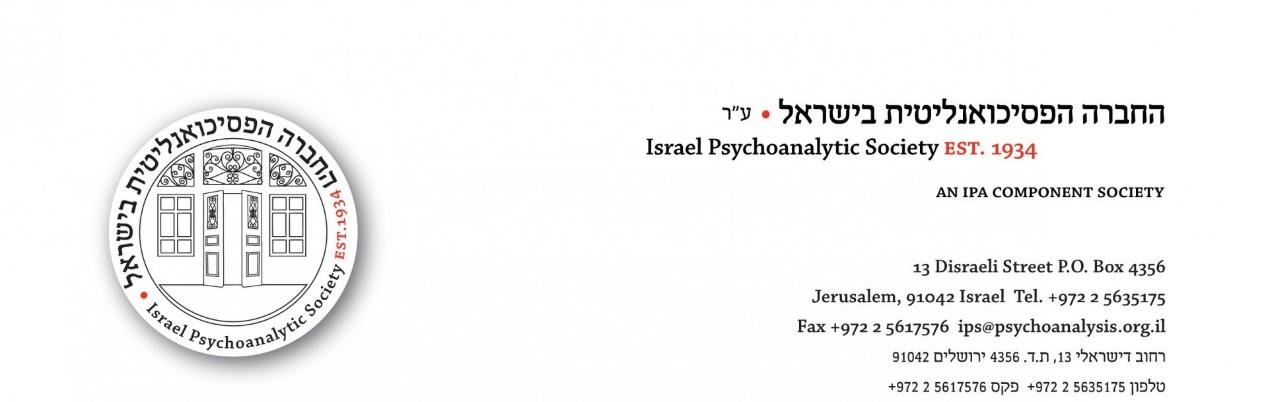 החברה הפסיכואנליטית בישראל
Israel Psychoanalytic Society EST.1934
החברה הפסיכואנליטית בישראל • ע״ר
Israel Psychoanalytic Society EST. 1934
AN IPA COMPONENT SOCIETY
13 Disraeli Street P.O. Box 4356
Jerusalem, 91042 Israel Tel. +972 2 5635175
Fax +972 2 5617576 ips@psychoanalysis.org.il
רחוב דישראלי 13, ת.ד. 4356 ירושלים 91042
טלפון 5635175 2 972+ פקס 5617576 2 972+